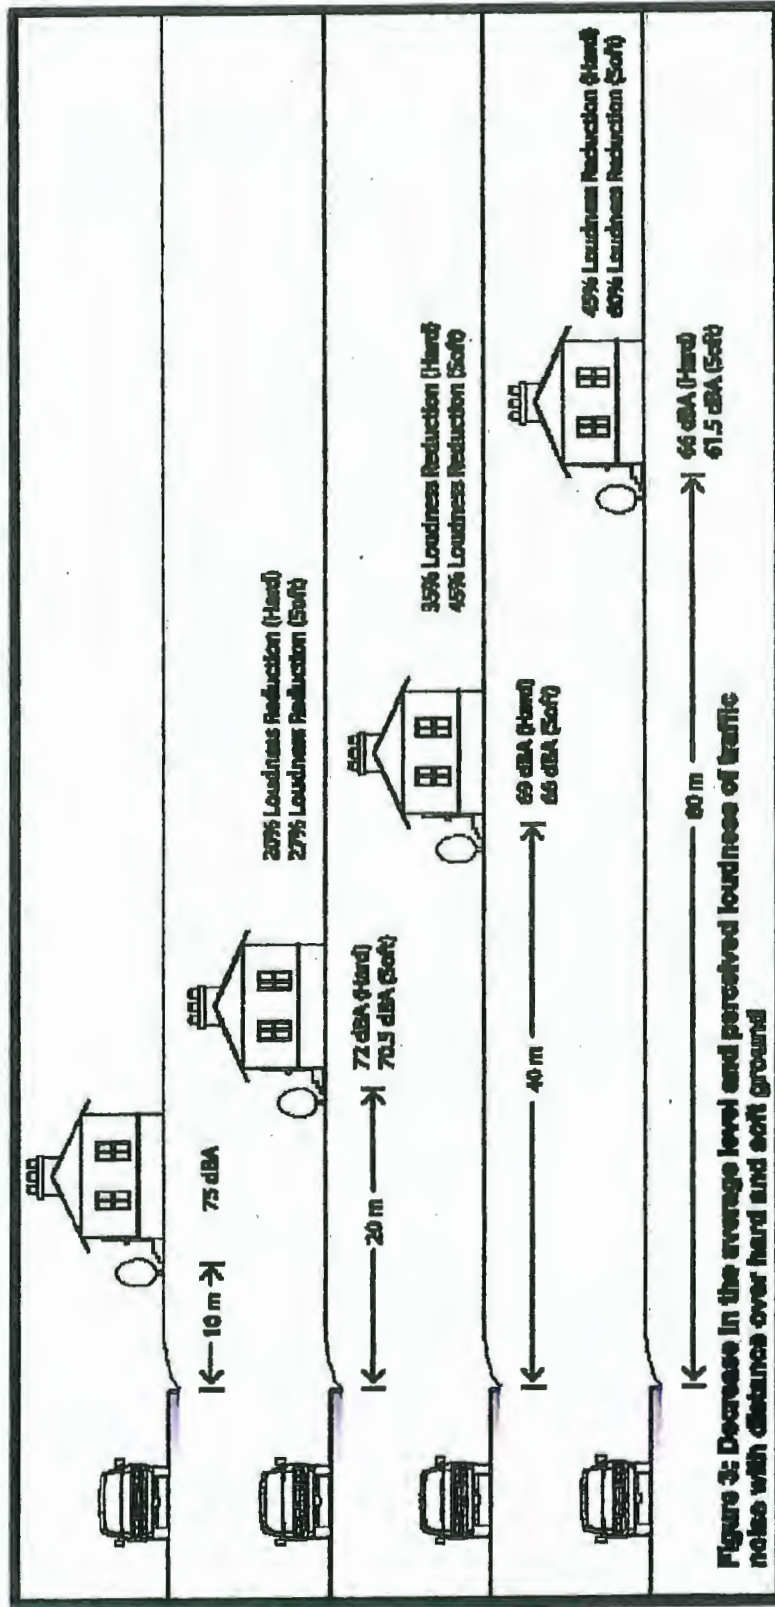 75 dBA
10 m
20% Loudness Reduction (Hard)
27% Loudness Reduction (Soft)
72 dBA (Hard)
70.5 dBA (Soft)
20 m
35% Loudness Reduction (Hard)
45% Loudness Reduction (Soft)
69 dBA (Hard)
66 dBA (Soft)
40 m
45% Loudness Reduction (Hard)
60% Loudness Reduction (Soft)
66 dBA (Hard)
61.5 dBA (Soft)
80 m
Figure 3: Decrease in the average level and perceived loudness of traffic
noise with distance over hard and soft ground